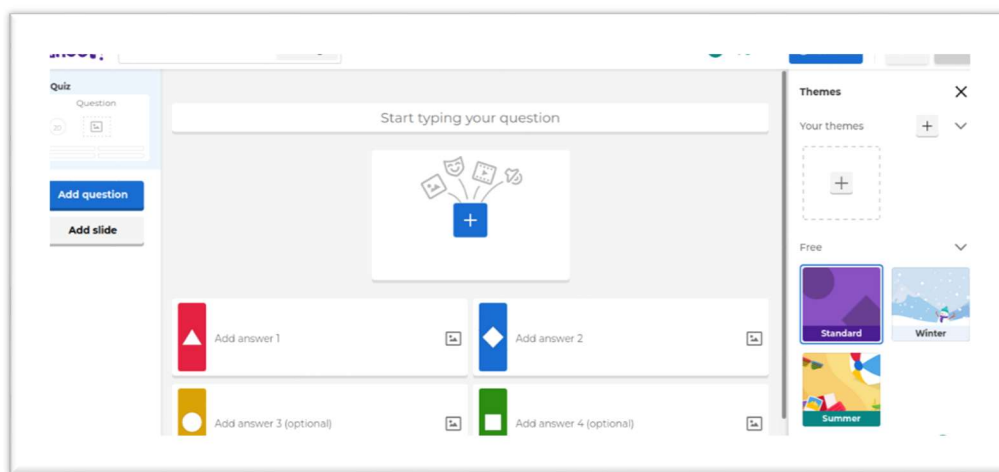 Quiz
Question
20
Add question
Add slide
Start typing your question
Add answer 1
Add answer 2
Add answer 3 (optional)
Add answer 4 (optional)
Themes
Your themes
Free
Standard
Winter
Summer